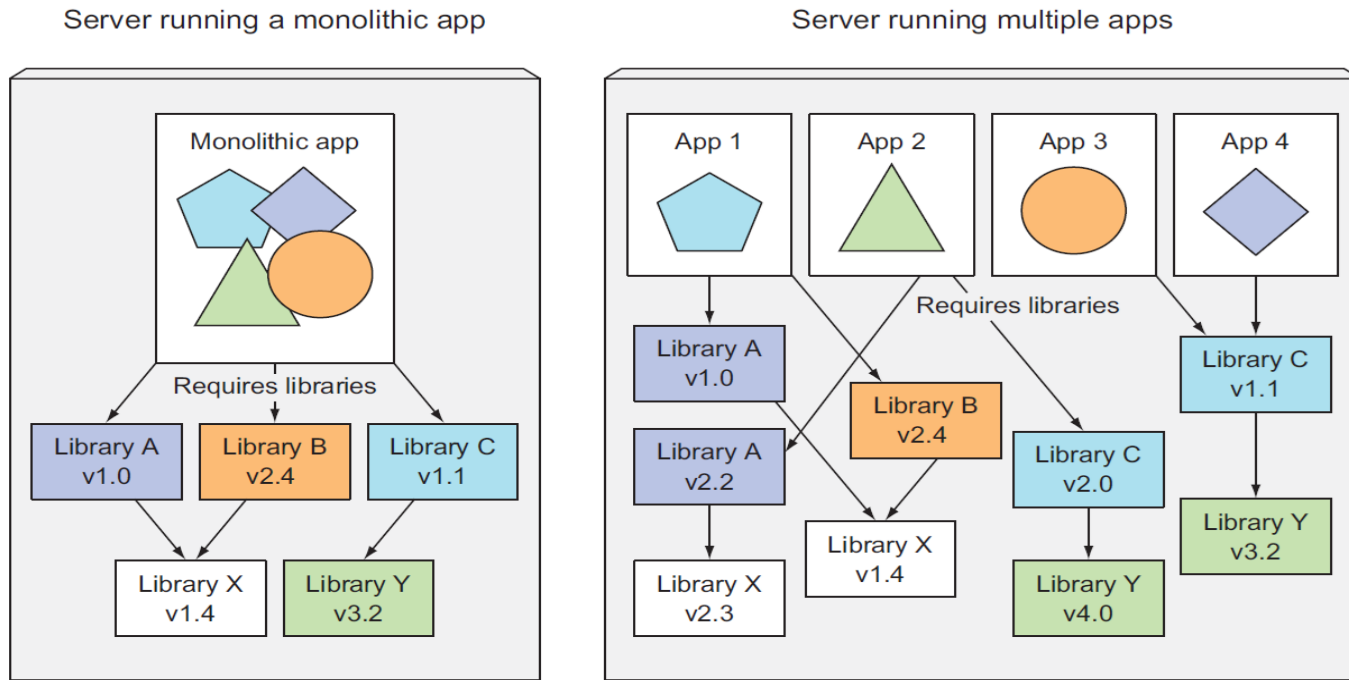 Server running a monolithic app
Monolithic app
Requires libraries
Library A
v1.0
Library B
v2.4
Library C
v1.1
Library X
v1.4
Library Y
v3.2
Server running multiple apps
App 1
App 2
App 3
App 4
Requires libraries
Library A
v1.0
Library C
v1.1
Library B
v2.4
Library A
v2.2
Library C
v2.0
Library Y
v3.2
Library X
v1.4
Library X
v2.3
Library Y
v4.0